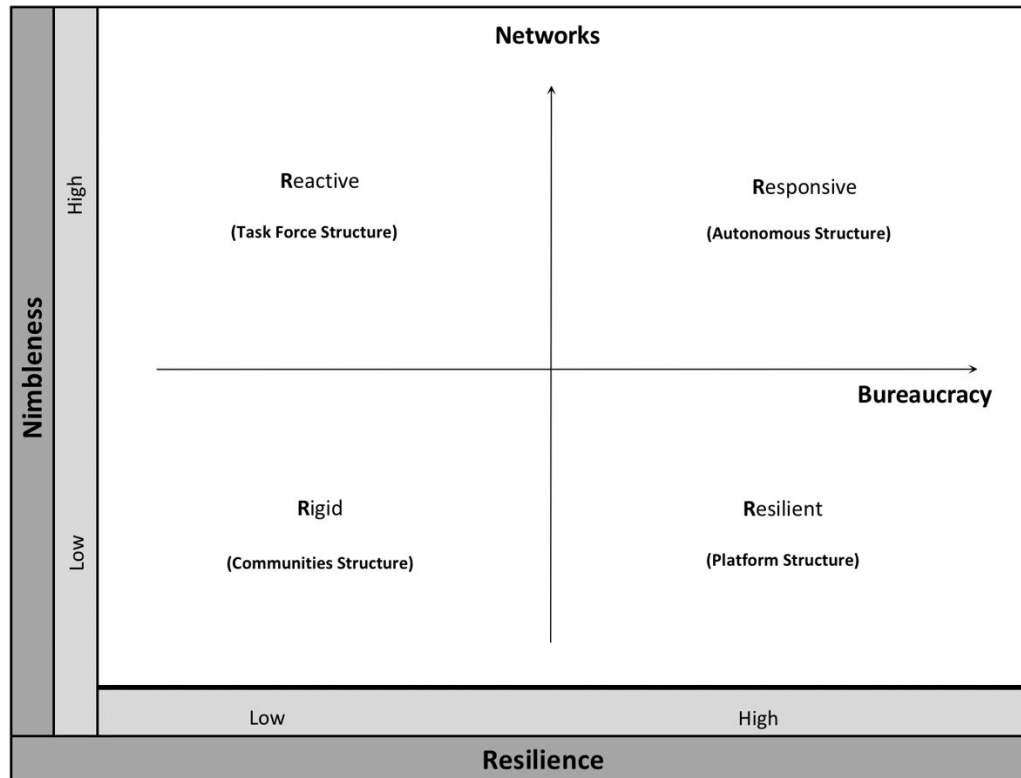 Networks
Reactive
Responsive
(Task Force Structure)
(Autonomous Structure)
High
Nimbleness
Bureaucracy
Rigid
Resilient
(Communities Structure)
(Platform Structure)
Low
Low
High
Resilience